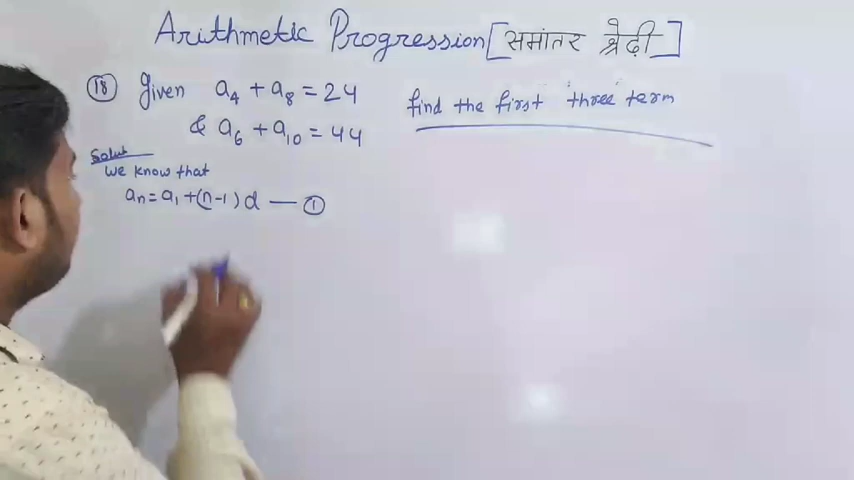 Arithmetic Progression [समांतर श्रेढ़ी]
18 Given a₄ + a₈ = 24
& a₆ + a₁₀ = 44
find the first three term
Solut
we know that
aₙ = a₁ + (n-1) d — ①